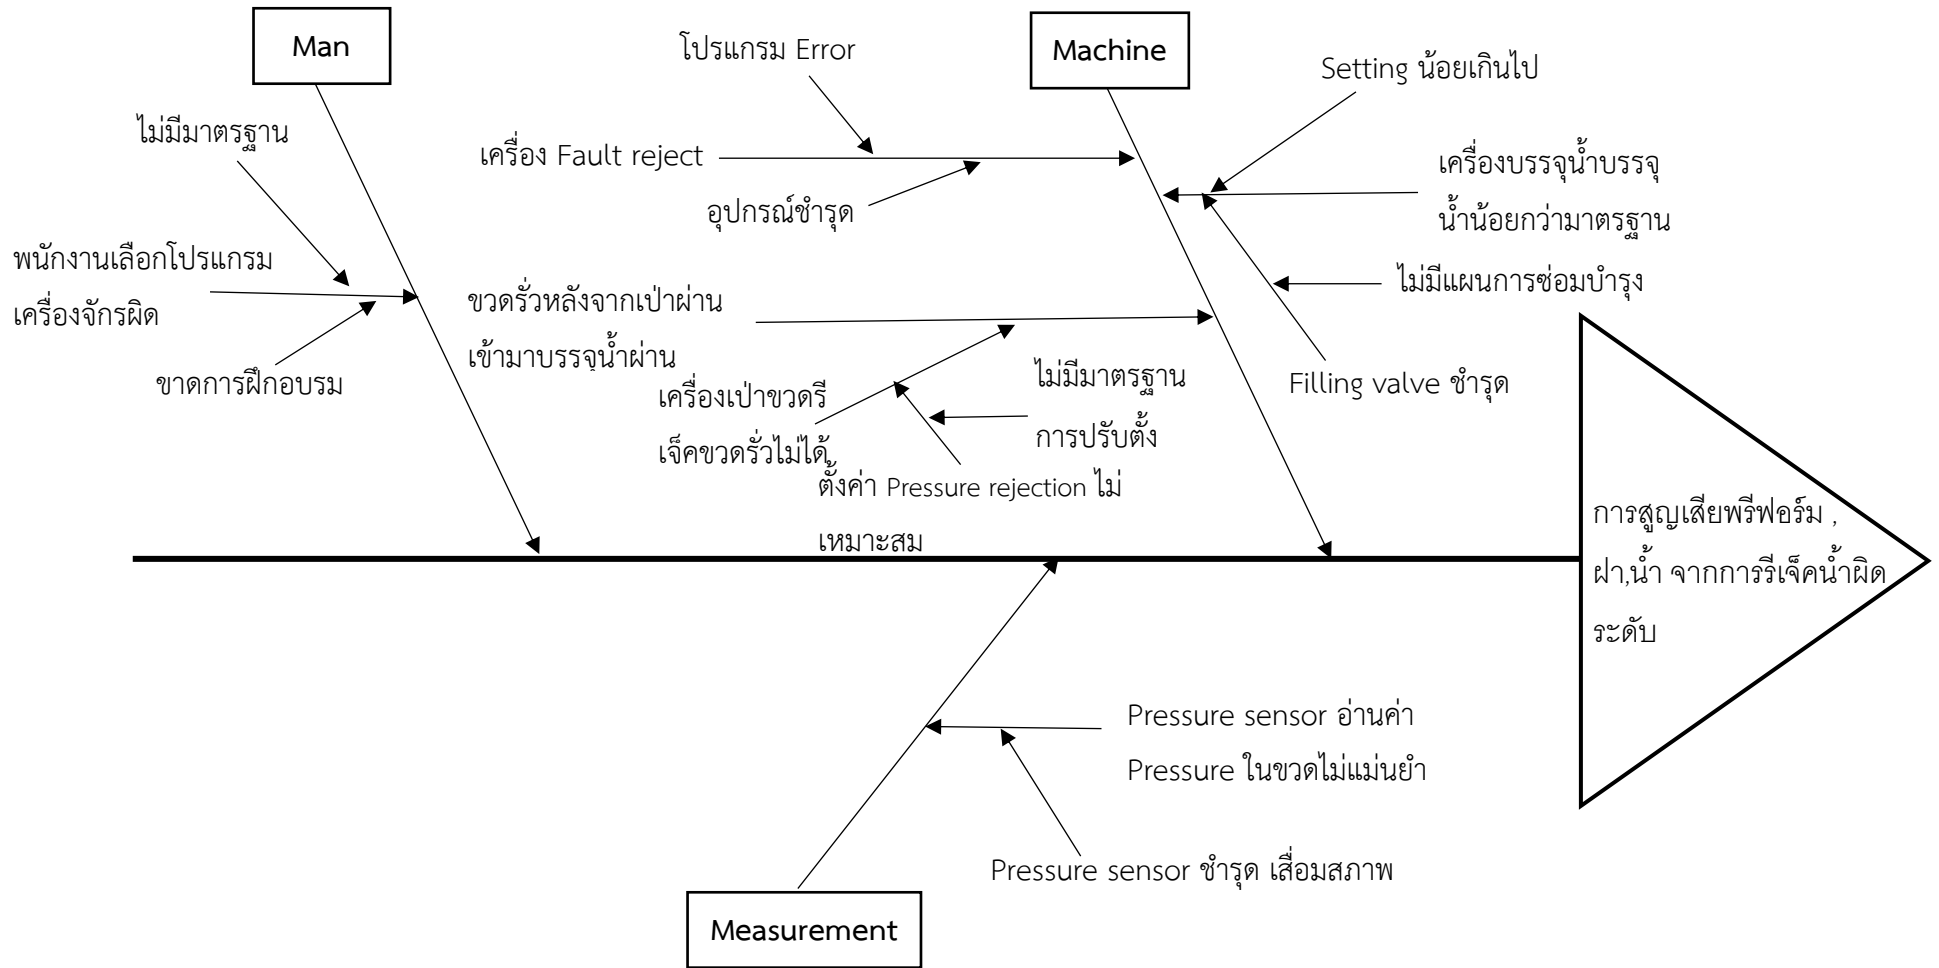 Man
ไม่มีมาตรฐาน
พนักงานเลือกโปรแกรม
เครื่องจักรผิด
ขาดการฝึกอบรม
Machine
โปรแกรม Error
เครื่อง Fault reject
อุปกรณ์ชำรุด
Setting น้อยเกินไป
เครื่องบรรจุน้ำบรรจุ
น้ำน้อยกว่ามาตรฐาน
ไม่มีแผนการซ่อมบำรุง
Filling valve ชำรุด
ขวดรั่วหลังจากเป่าผ่าน
เข้ามาบรรจุน้ำผ่าน
เครื่องเป่าขวดรี
เจ็คขวดรั่วไม่ได้
ไม่มีมาตรฐาน
การปรับตั้ง
ตั้งค่า Pressure rejection ไม่
เหมาะสม
การสูญเสียพรีฟอร์ม ,
ฝา,น้ำ จากการรีเจ็คน้ำผิด
ระดับ
Pressure sensor อ่านค่า
Pressure ในขวดไม่แม่นยำ
Pressure sensor ชำรุด เสื่อมสภาพ
Measurement